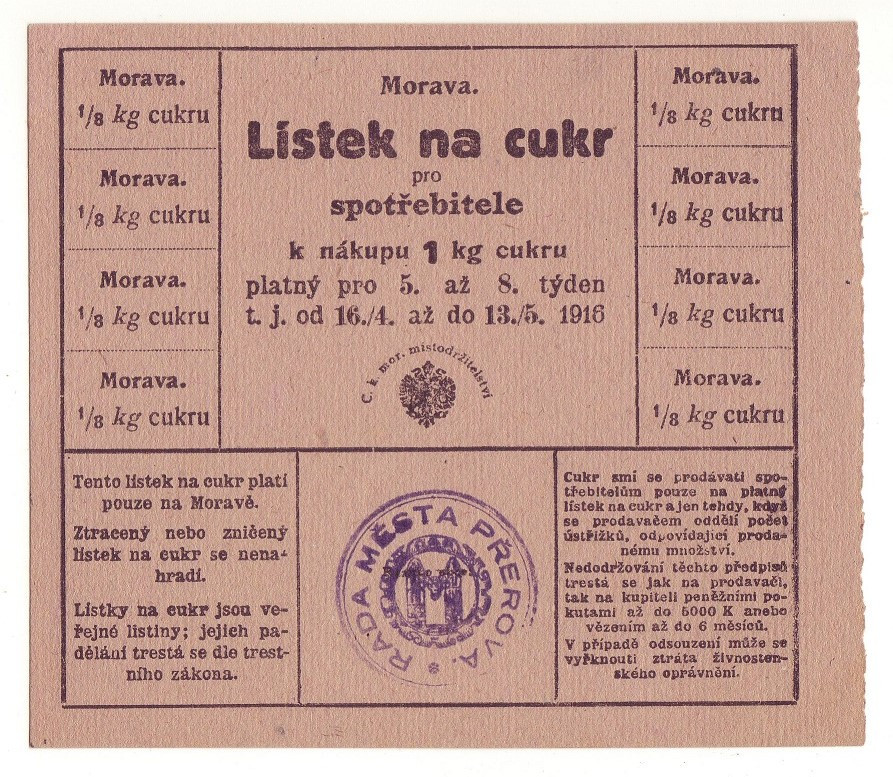 Morava.
1/8 kg cukru
Morava.
1/8 kg cukru
Morava.
1/8 kg cukru
Morava.
1/8 kg cukru
Morava.
Lístek na cukr
pro
spotřebitele
k nákupu 1 kg cukru
platný pro 5. až 8. týden
t. j. od 16./4. až do 13./5. 1916
C. k. mor. místodržitelství
Morava.
1/8 kg cukru
Morava.
1/8 kg cukru
Morava.
1/8 kg cukru
Morava.
1/8 kg cukru
Tento lístek na cukr platí
pouze na Moravě.
Ztracený nebo zničený
lístek na cukr se nena-
hradí.
Lístky na cukr jsou ve-
řejné listiny; jejich pa-
dělání trestá se dle trest-
ního zákona.
RADA MĚSTA PŘEROVA. *
Cukr smí se prodávati spo-
třebitelům pouze na platný
lístek na cukr a jen tehdy, když
se prodavačem oddělí počet
ústřižků, odpovídající proda-
nému množství.
Nedodržování těchto předpisů
trestá se jak na prodavači,
tak na kupiteli peněžními po-
kutami až do 5000 K anebo
vězením až do 6 měsíců.
V případě odsouzení může se
vyřknouti ztráta živnosten-
ského oprávnění.